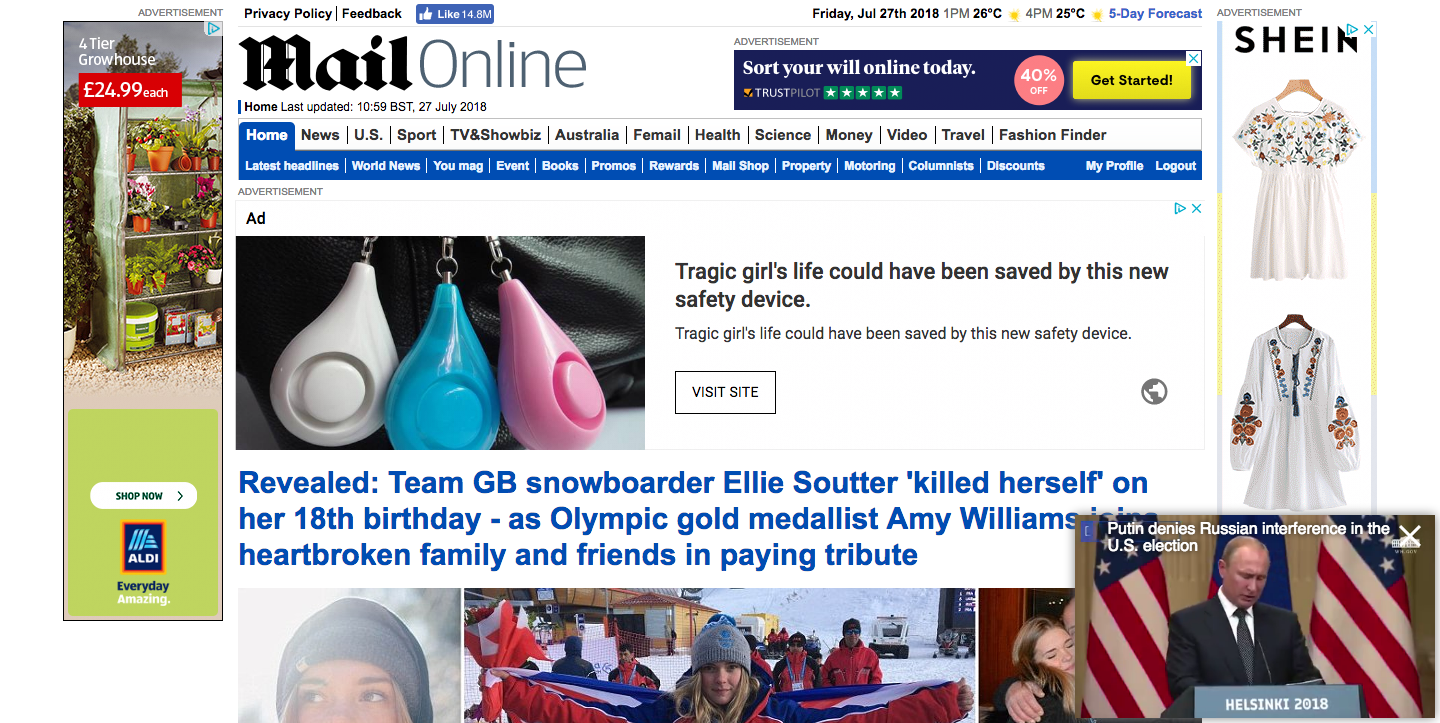 ADVERTISEMENT
4 Tier
Growhouse
£24.99each
SHOP NOW
ALDI
Everyday
Amazing.
Privacy Policy Feedback Like 14.8M
Friday, Jul 27th 2018 1PM 26°C 4PM 25°C 5-Day Forecast
Mail Online
Home Last updated: 10:59 BST, 27 July 2018
ADVERTISEMENT
Sort your will online today.
TRUSTPILOT
40%
OFF
Get Started!
Home News U.S. Sport TV&Showbiz Australia Femail Health Science Money Video Travel Fashion Finder
Latest headlines World News You mag Event Books Promos Rewards Mail Shop Property Motoring Columnists Discounts My Profile Logout
ADVERTISEMENT
Ad
Tragic girl's life could have been saved by this new
safety device.
Tragic girl's life could have been saved by this new safety device.
VISIT SITE
Revealed: Team GB snowboarder Ellie Soutter 'killed herself' on
her 18th birthday - as Olympic gold medallist Amy Williams joins
heartbroken family and friends in paying tribute
ADVERTISEMENT
SHEIN
Putin denies Russian interference in the
U.S. election
WH.GOV
HELSINKI 2018